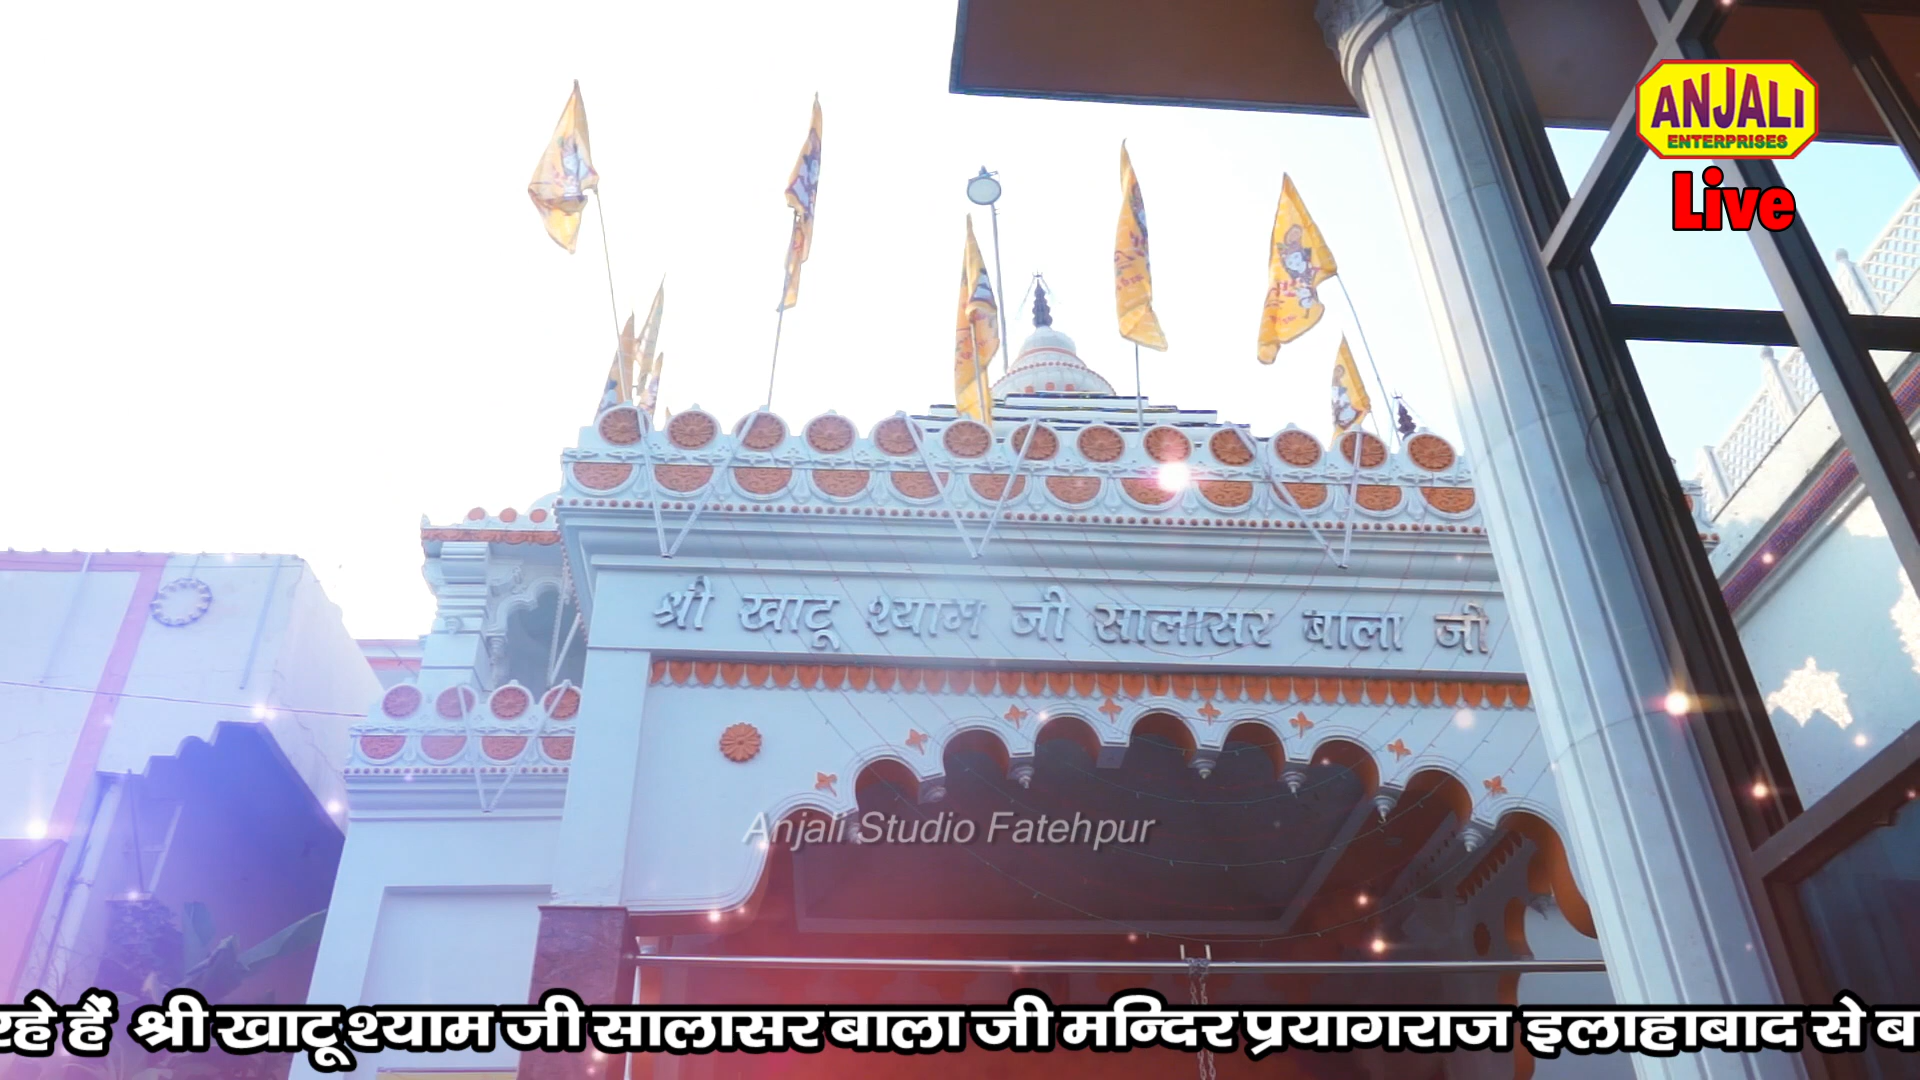 ANJALI
ENTERPRISES
Live
श्री खाटू श्याम जी सालासर बाला जी
Anjali Studio Fatehpur
रहे हैं श्री खाटू श्याम जी सालासर बाला जी मन्दिर प्रयागराज इलाहाबाद से